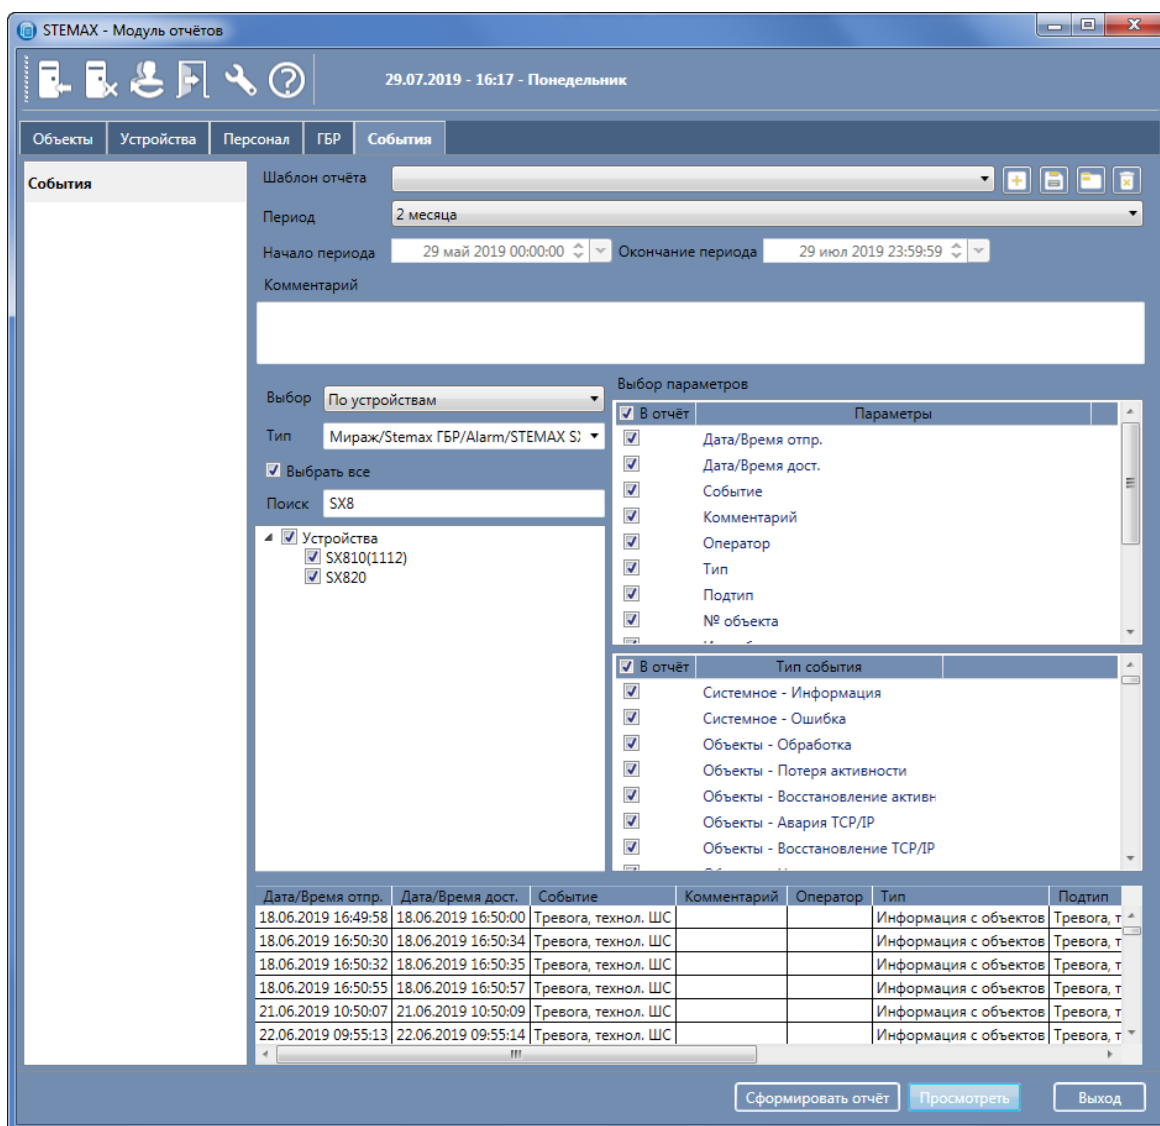 STEMAX - Модуль отчётов
29.07.2019 - 16:17 - Понедельник
Объекты Устройства Персонал ГБР События
События
Шаблон отчёта
Период 2 месяца
Начало периода 29 май 2019 00:00:00 Окончание периода 29 июл 2019 23:59:59
Комментарий
Выбор По устройствам
Тип Мираж/Stemax ГБР/Alarm/STEMAX
Выбрать все
Поиск SX8
Устройства
SX810(1112)
SX820
Выбор параметров
В отчёт Параметры
Дата/Время отпр.
Дата/Время дост.
Событие
Комментарий
Оператор
Тип
Подтип
№ объекта
В отчёт Тип события
Системное - Информация
Системное - Ошибка
Объекты - Обработка
Объекты - Потеря активности
Объекты - Восстановление активн
Объекты - Авария TCP/IP
Объекты - Восстановление TCP/IP
Дата/Время отпр. Дата/Время дост. Событие Комментарий Оператор Тип Подтип
18.06.2019 16:49:58 18.06.2019 16:50:00 Тревога, технол. ШС Информация с объектов Тревога, т
18.06.2019 16:50:30 18.06.2019 16:50:34 Тревога, технол. ШС Информация с объектов Тревога, т
18.06.2019 16:50:32 18.06.2019 16:50:35 Тревога, технол. ШС Информация с объектов Тревога, т
18.06.2019 16:50:55 18.06.2019 16:50:57 Тревога, технол. ШС Информация с объектов Тревога, т
21.06.2019 10:50:07 21.06.2019 10:50:09 Тревога, технол. ШС Информация с объектов Тревога, т
22.06.2019 09:55:13 22.06.2019 09:55:14 Тревога, технол. ШС Информация с объектов Тревога, т
Сформировать отчёт Просмотреть Выход